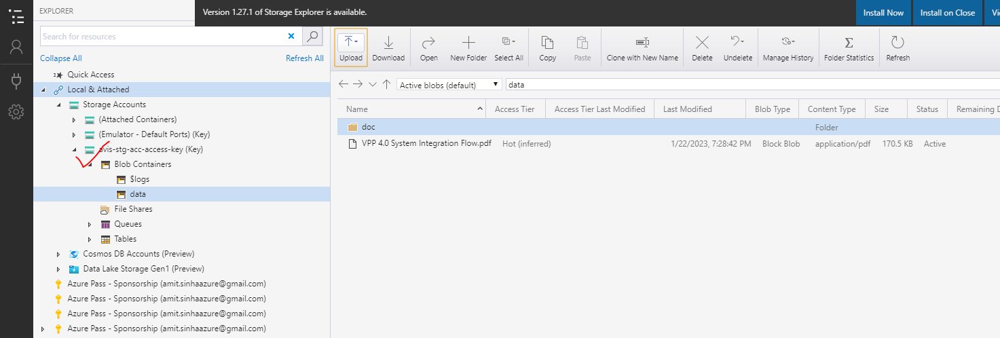 EXPLORER
Version 1.27.1 of Storage Explorer is available.
Install Now
Install on Close
Search for resources
Collapse All
Refresh All
Quick Access
Local & Attached
Storage Accounts
(Attached Containers)
(Emulator - Default Ports) (Key)
avis-stg-acc-access-key (Key)
Blob Containers
$logs
data
File Shares
Queues
Tables
Cosmos DB Accounts (Preview)
Data Lake Storage Gen1 (Preview)
Azure Pass - Sponsorship (amit.sinhaazure@gmail.com)
Azure Pass - Sponsorship (amit.sinhaazure@gmail.com)
Azure Pass - Sponsorship (amit.sinhaazure@gmail.com)
Azure Pass - Sponsorship (amit.sinhaazure@gmail.com)
Upload
Download
Open
New Folder
Select All
Copy
Paste
Clone with New Name
Delete
Undelete
Manage History
Folder Statistics
Refresh
Active blobs (default)
data
Name Access Tier Access Tier Last Modified Last Modified Blob Type Content Type Size Status Remaining
doc Folder
VPP 4.0 System Integration Flow.pdf Hot (inferred) 1/22/2023, 7:28:42 PM Block Blob application/pdf 170.5 KB Active